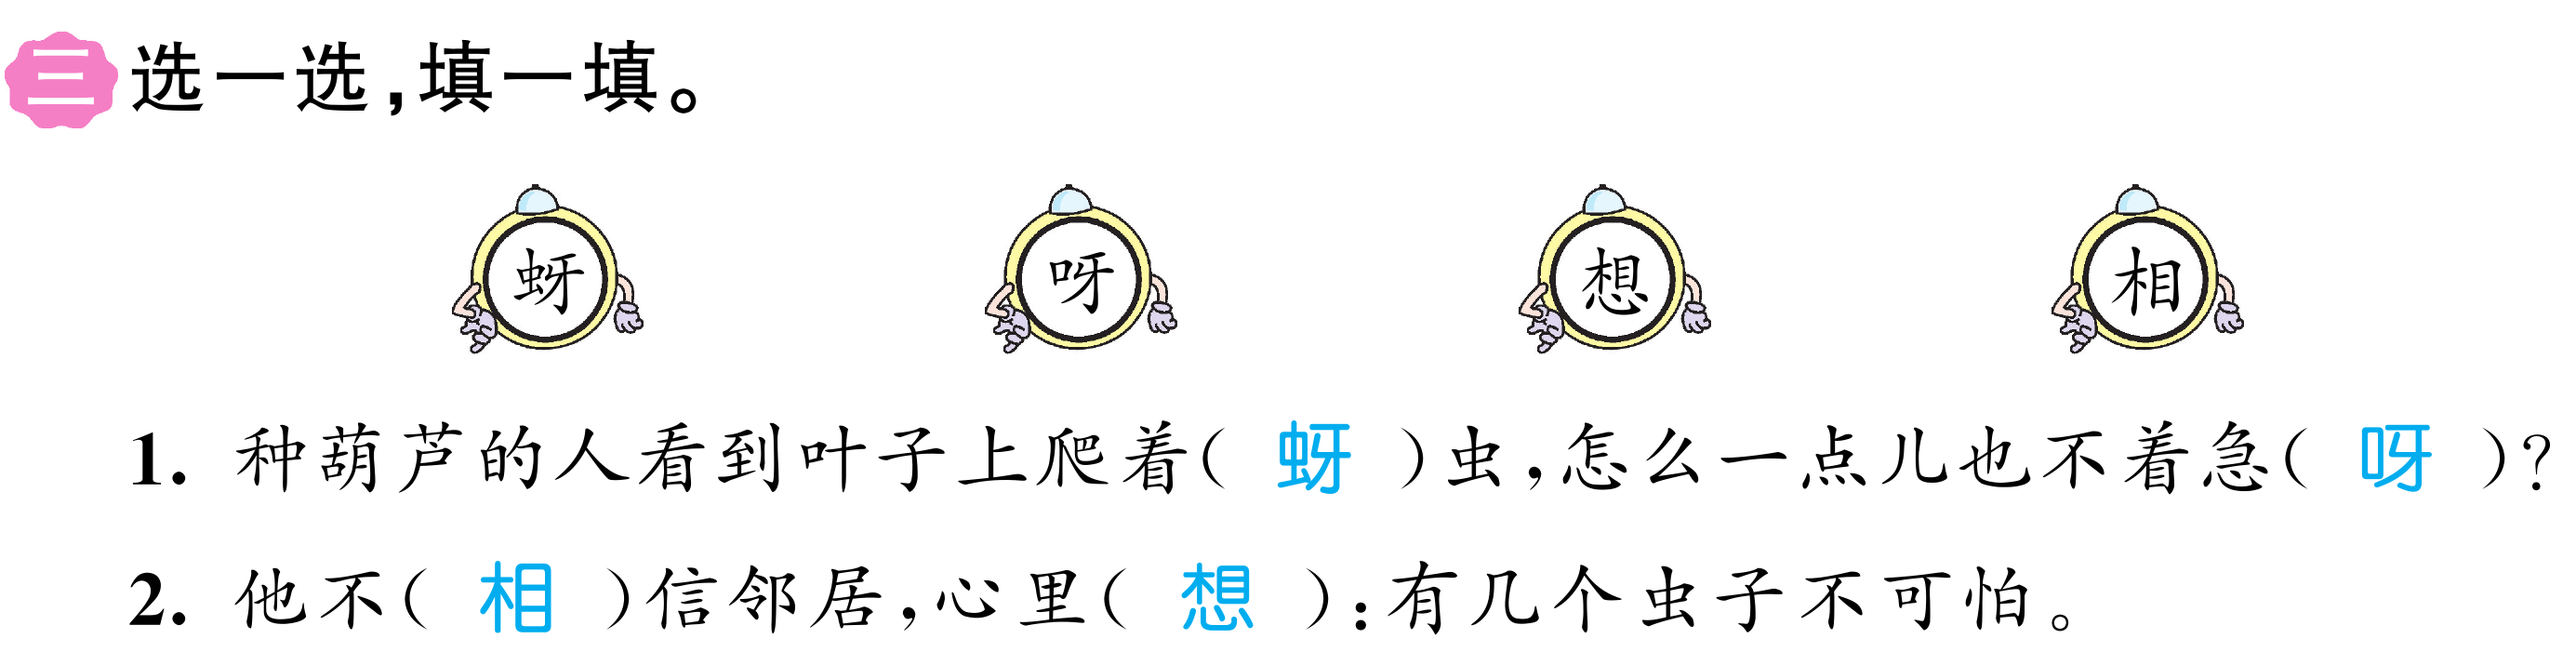 三 选一选,填一填。
蚜 呀 想 相
1. 种葫芦的人看到叶子上爬着( 蚜 )虫,怎么一点儿也不着急( 呀 )?
2. 他不( 相 )信邻居,心里( 想 ):有几个虫子不可怕。